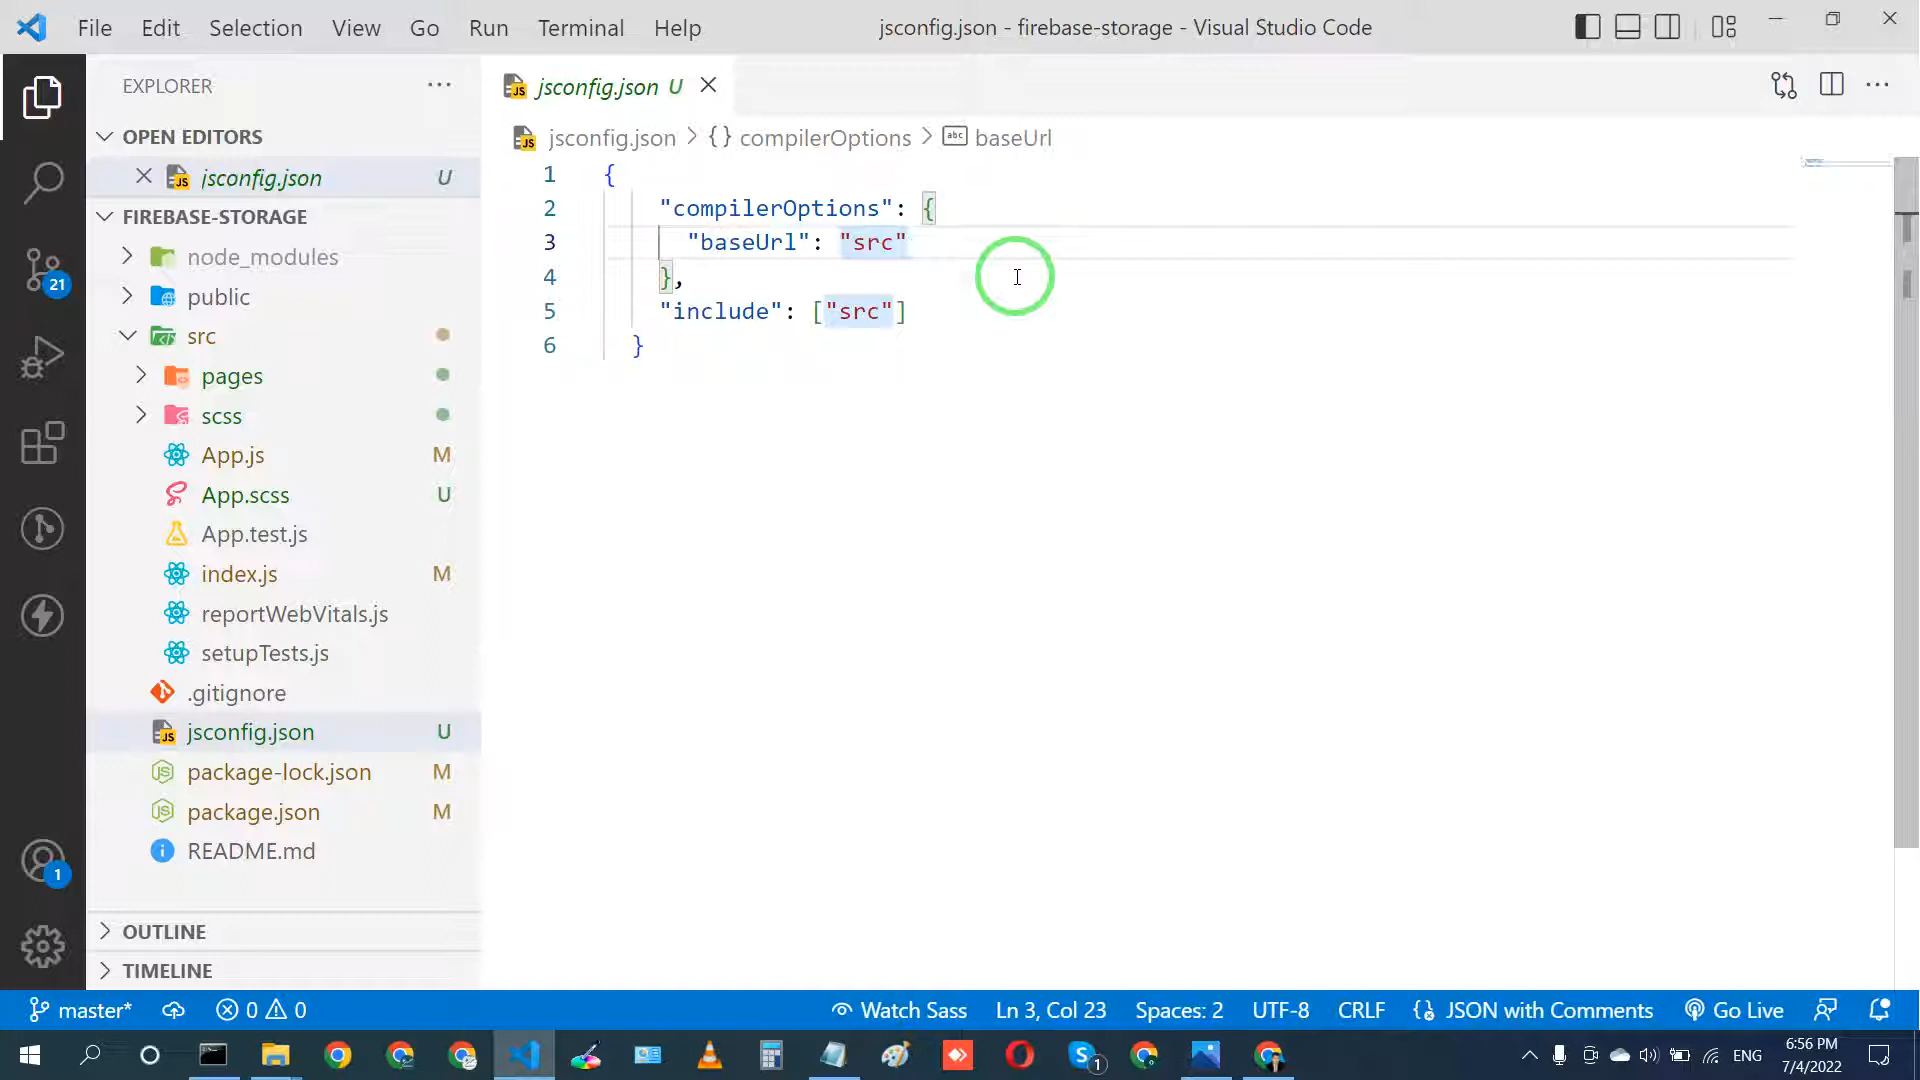 File Edit Selection View Go Run Terminal Help
jsconfig.json - firebase-storage - Visual Studio Code
EXPLORER
OPEN EDITORS
jsconfig.json U
FIREBASE-STORAGE
node_modules
public
src
pages
scss
App.js M
App.scss U
App.test.js
index.js M
reportWebVitals.js
setupTests.js
.gitignore
jsconfig.json U
package-lock.json M
package.json M
README.md
OUTLINE
TIMELINE
21
1
jsconfig.json U
jsconfig.json > {} compilerOptions > abc baseUrl
1 {
2 "compilerOptions": {
3 "baseUrl": "src"
4 },
5 "include": ["src"]
6 }
master* 0 0 Watch Sass Ln 3, Col 23 Spaces: 2 UTF-8 CRLF JSON with Comments Go Live
1
ENG
6:56 PM
7/4/2022